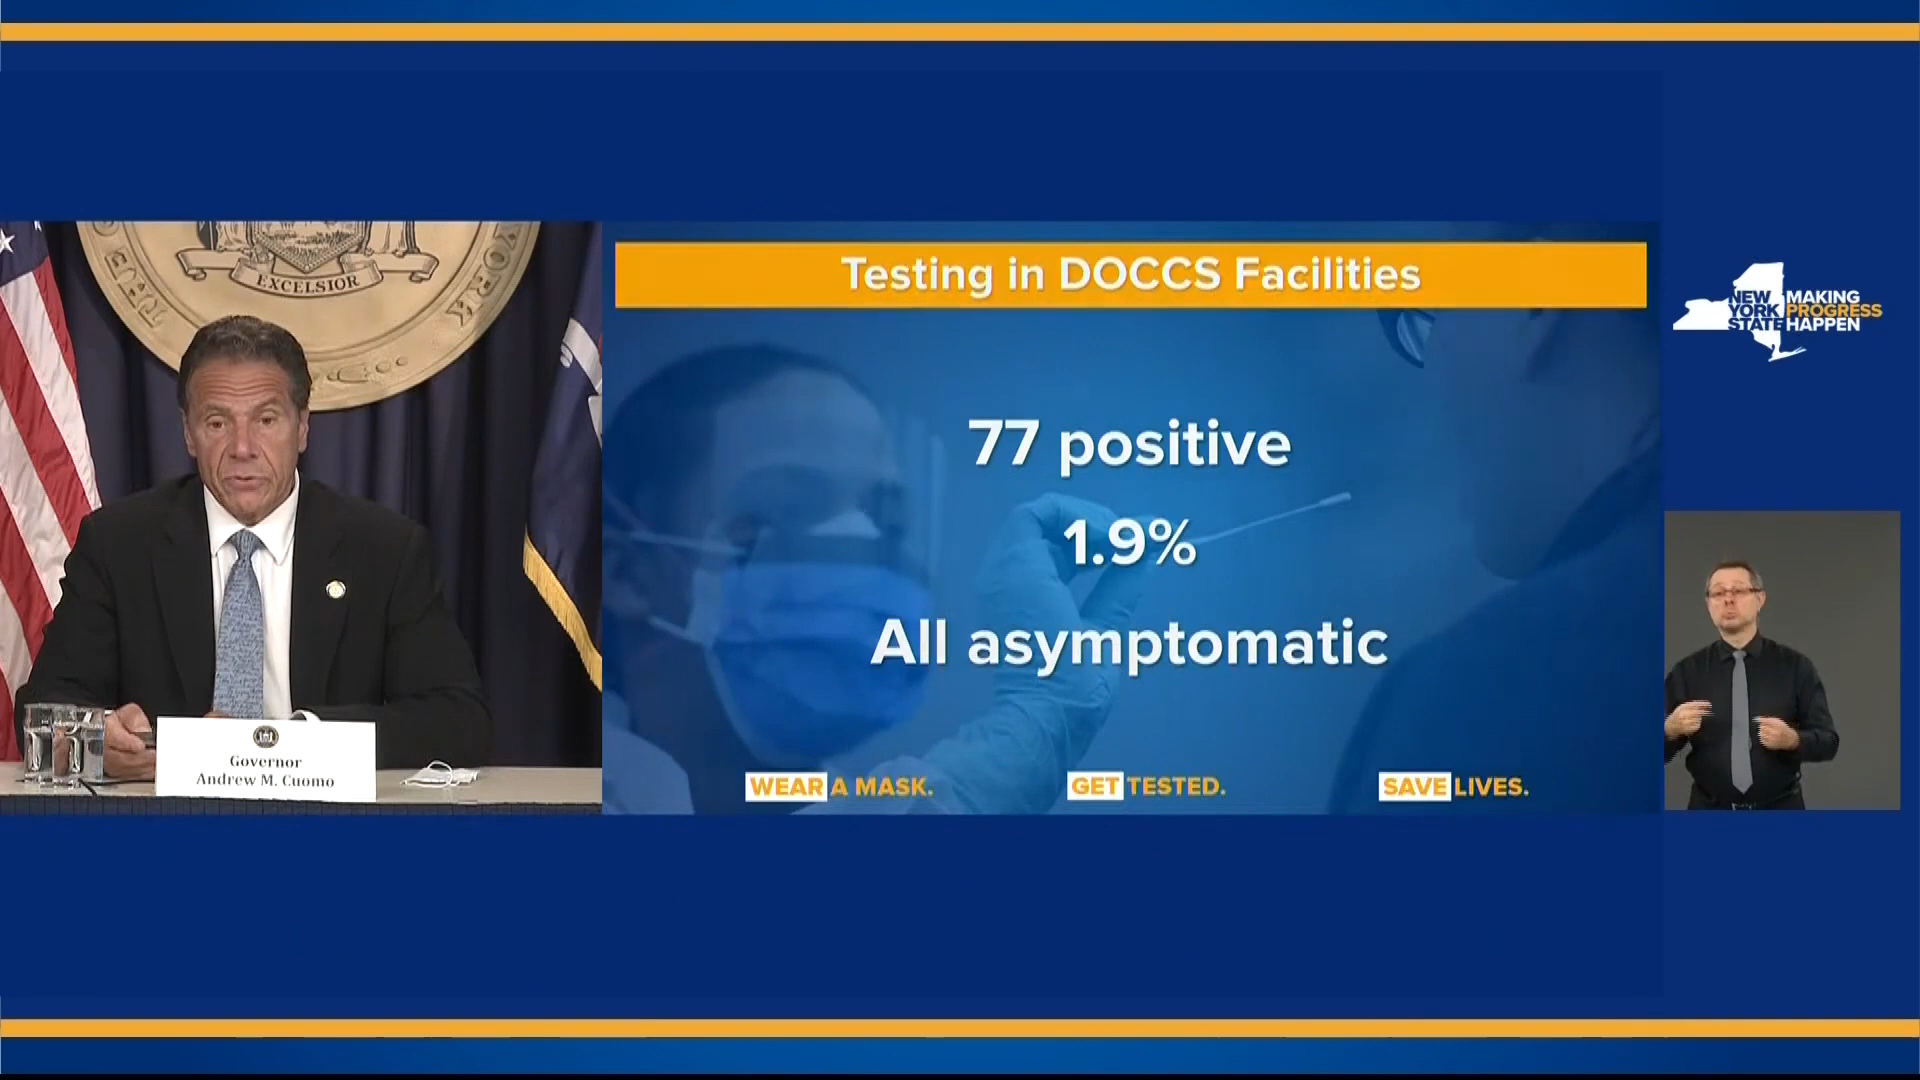 EXCELSIOR
Governor
Andrew M. Cuomo
Testing in DOCCS Facilities
77 positive
1.9%
All asymptomatic
WEAR A MASK.
GET TESTED.
SAVE LIVES.
NEW
YORK
STATE
MAKING
PROGRESS
HAPPEN